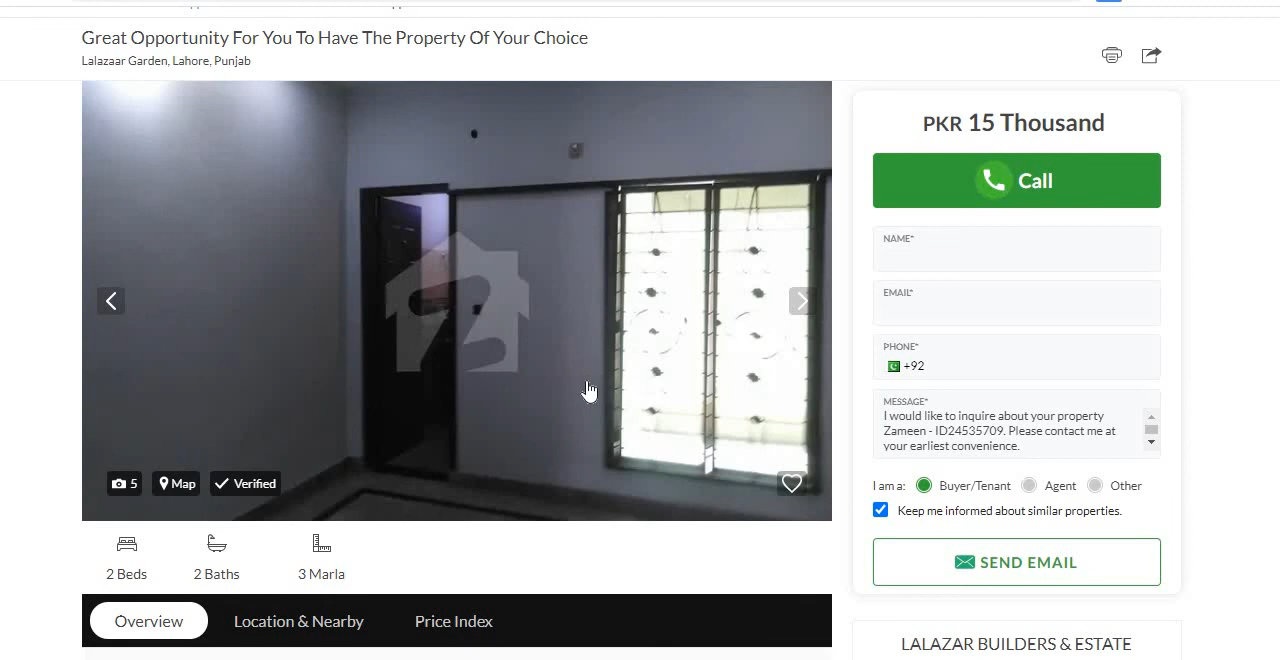 Great Opportunity For You To Have The Property Of Your Choice
Lalazaar Garden, Lahore, Punjab
PKR 15 Thousand
Call
NAME*
EMAIL*
PHONE*
+92
MESSAGE*
I would like to inquire about your property
Zameen - ID24535709. Please contact me at
your earliest convenience.
5 Map Verified
I am a: Buyer/Tenant Agent Other
Keep me informed about similar properties.
2 Beds 2 Baths 3 Marla
SEND EMAIL
Overview Location & Nearby Price Index
LALAZAR BUILDERS & ESTATE